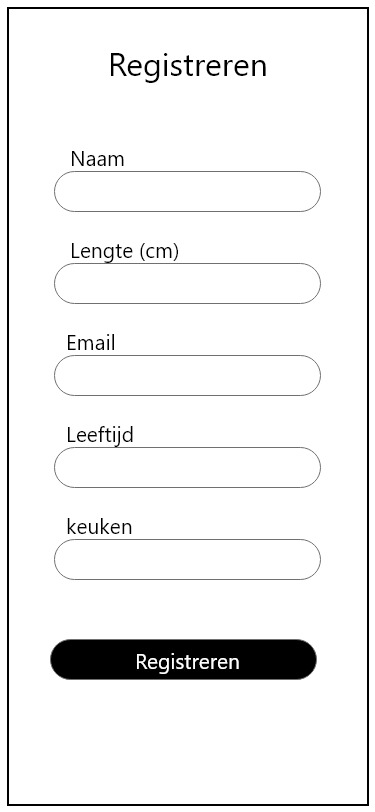 Registreren
Naam
Lengte (cm)
Email
Leeftijd
keuken
Registreren